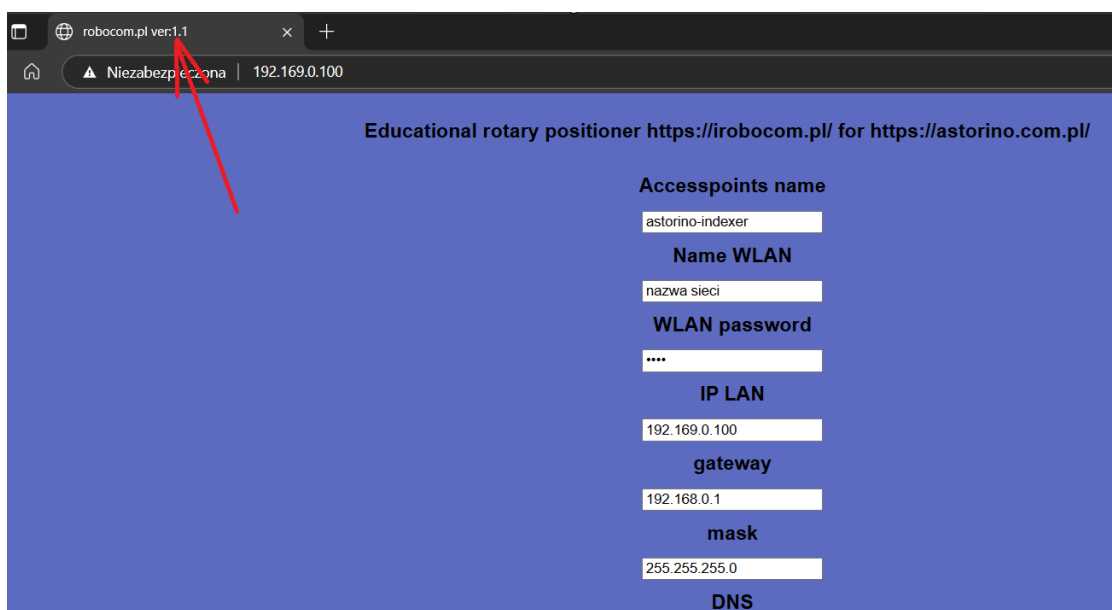 robocom.pl ver:1.1
Niezabezpieczona
192.169.0.100
Educational rotary positioner https://irobocom.pl/ for https://astorino.com.pl/
Accesspoints name
astorino-indexer
Name WLAN
nazwa sieci
WLAN password
••••
IP LAN
192.169.0.100
gateway
192.168.0.1
mask
255.255.255.0
DNS